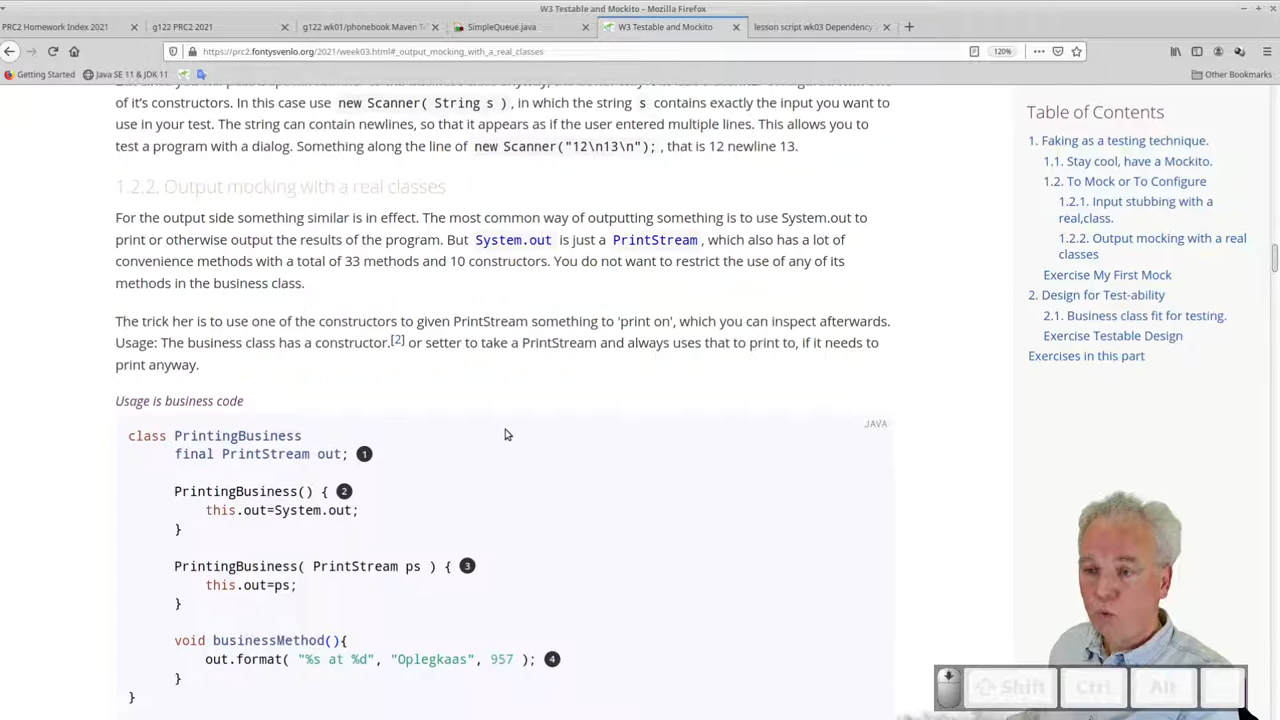 W3 Testable and Mockito - Mozilla Firefox
PRC2 Homework Index 2021
g122 PRC2 2021
g122 wk01/phonebook Maven T
SimpleQueue.java
W3 Testable and Mockito
lesson script wk03 Dependency
https://prc2.fontysvenlo.org/2021/week03.html#_output_mocking_with_a_real_classes
120%
Getting Started
Java SE 11 & JDK 11
Other Bookmarks
of it's constructors. In this case use new Scanner( String s ), in which the string s contains exactly the input you want to
use in your test. The string can contain newlines, so that it appears as if the user entered multiple lines. This allows you to
test a program with a dialog. Something along the line of new Scanner("12\n13\n"); , that is 12 newline 13.
1.2.2. Output mocking with a real classes
For the output side something similar is in effect. The most common way of outputting something is to use System.out to
print or otherwise output the results of the program. But System.out is just a PrintStream, which also has a lot of
convenience methods with a total of 33 methods and 10 constructors. You do not want to restrict the use of any of its
methods in the business class.
The trick her is to use one of the constructors to given PrintStream something to 'print on', which you can inspect afterwards.
Usage: The business class has a constructor.[2] or setter to take a PrintStream and always uses that to print to, if it needs to
print anyway.
Usage is business code
JAVA
class PrintingBusiness
final PrintStream out; 1
PrintingBusiness() { 2
this.out=System.out;
}
PrintingBusiness( PrintStream ps ) { 3
this.out=ps;
}
void businessMethod(){
out.format( "%s at %d", "Oplegkaas", 957 ); 4
}
}
Table of Contents
1. Faking as a testing technique.
1.1. Stay cool, have a Mockito.
1.2. To Mock or To Configure
1.2.1. Input stubbing with a
real,class.
1.2.2. Output mocking with a real
classes
Exercise My First Mock
2. Design for Test-ability
2.1. Business class fit for testing.
Exercise Testable Design
Exercises in this part
Shift
Ctrl
Alt